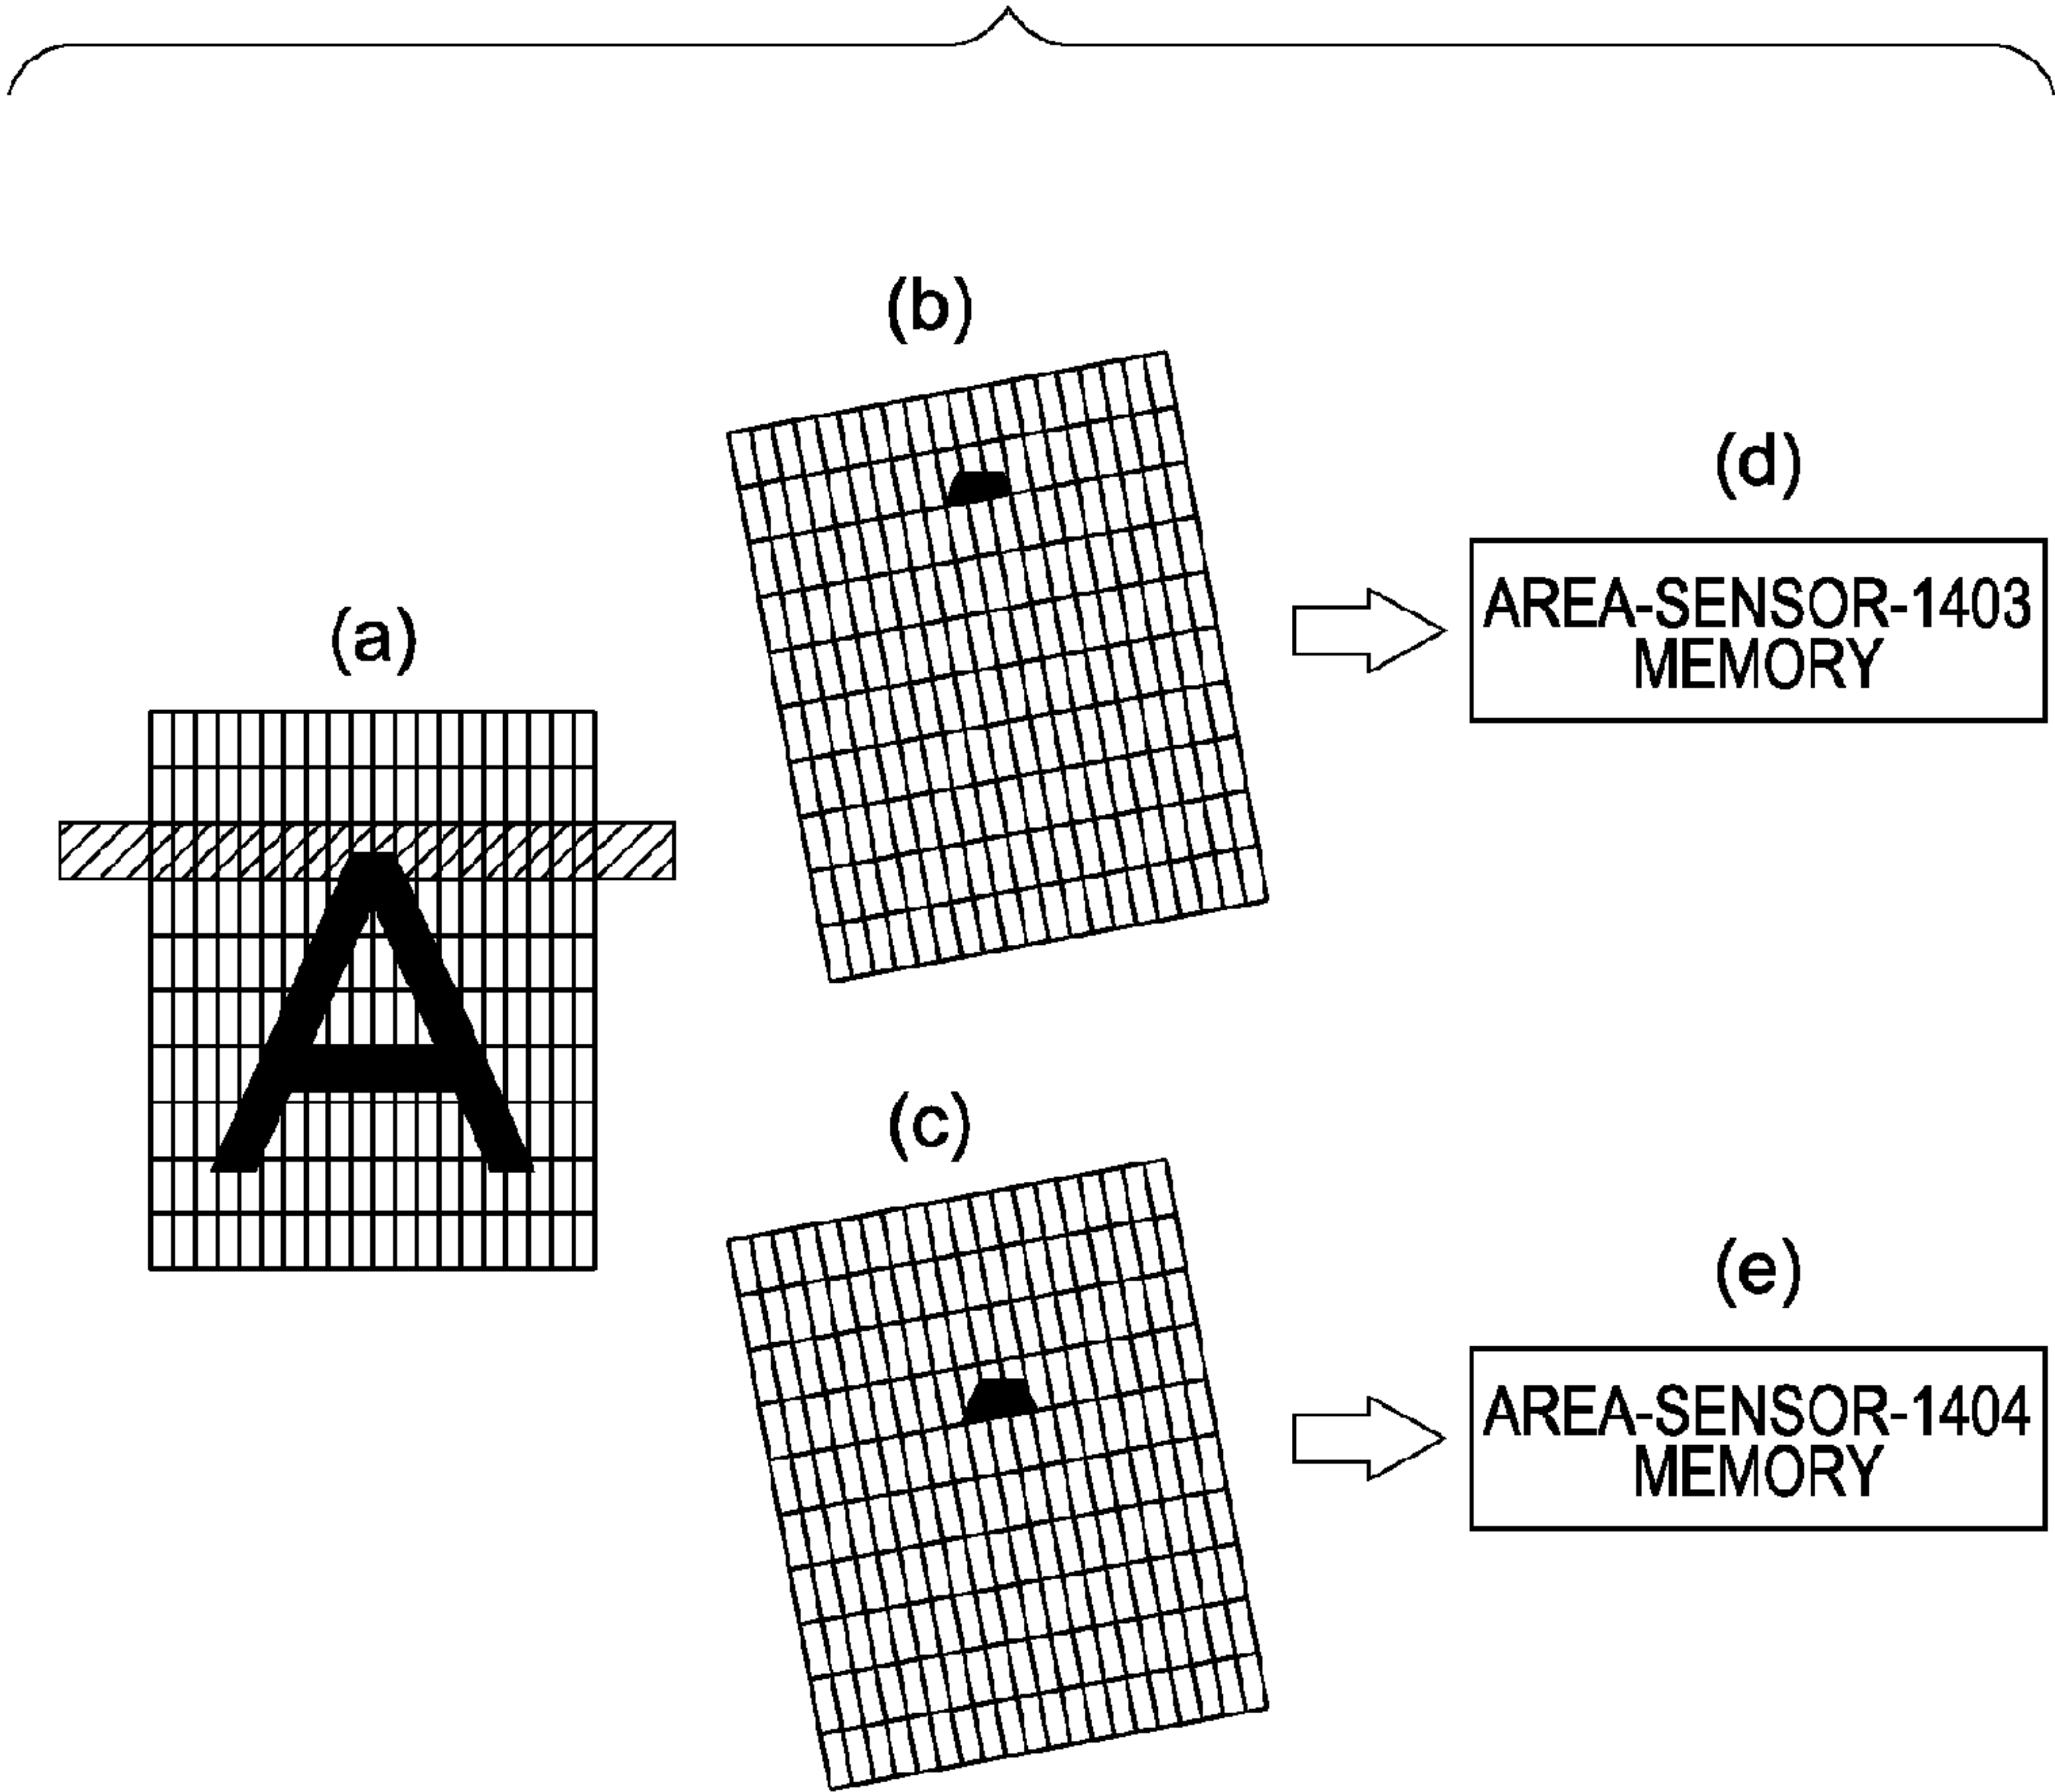 (a)
A
(b)
(c)
(d)
AREA-SENSOR-1403
MEMORY
(e)
AREA-SENSOR-1404
MEMORY